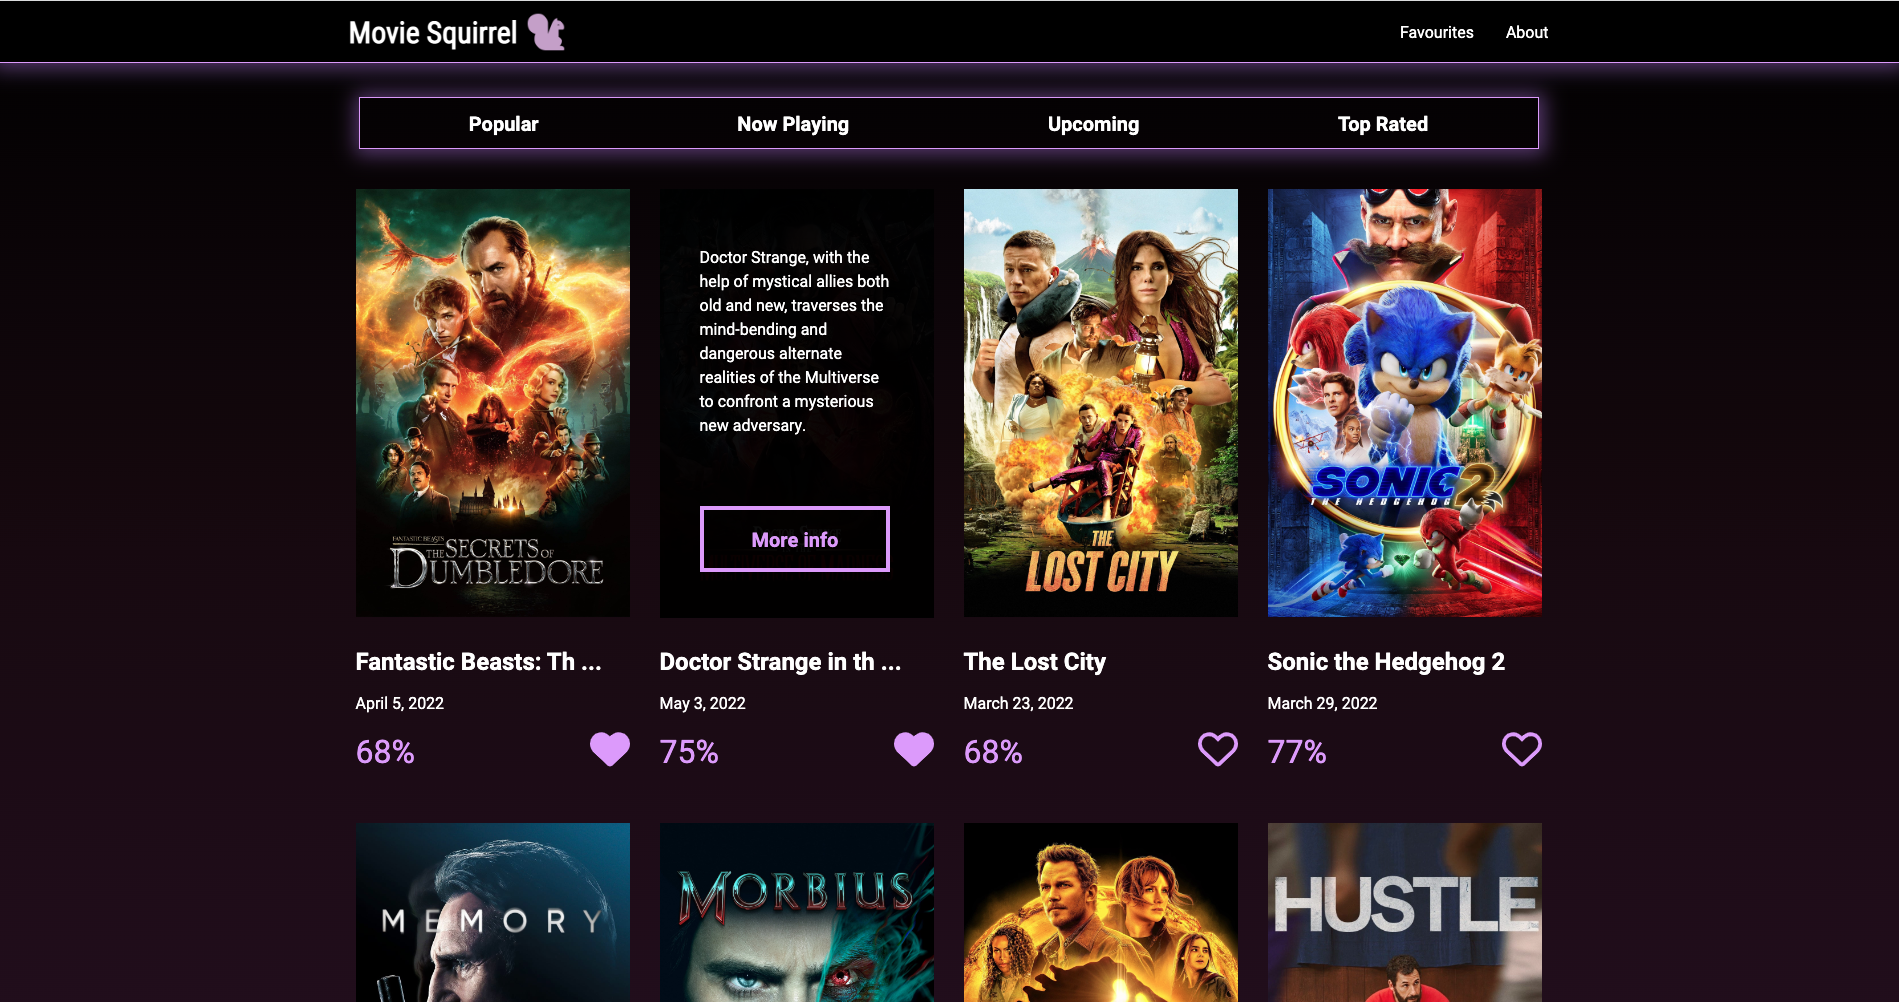 Movie Squirrel
Favourites
About
Popular
Now Playing
Upcoming
Top Rated
FANTASTIC BEASTS
THE SECRETS OF
DUMBLEDORE
Doctor Strange, with the
help of mystical allies both
old and new, traverses the
mind-bending and
dangerous alternate
realities of the Multiverse
to confront a mysterious
new adversary.
More info
THE
LOST CITY
SONIC 2
THE HEDGEHOG
Fantastic Beasts: Th ...
Doctor Strange in th ...
The Lost City
Sonic the Hedgehog 2
April 5, 2022
May 3, 2022
March 23, 2022
March 29, 2022
68%
75%
68%
77%
MEMORY
MORBIUS
HUSTLE